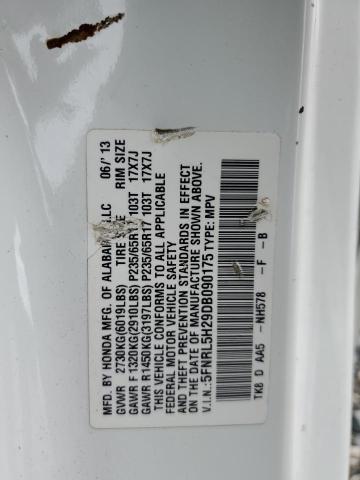 MFD. BY HONDA MFG. OF ALABAMA LLC 06/'13
GVWR 2730KG(6019LBS) TIRE SIZE RIM SIZE
GAWR F 1320KG(2910LBS) P235/65R17 103T 17X7J
GAWR R1450KG(3197LBS) P235/65R17 103T 17X7J
THIS VEHICLE CONFORMS TO ALL APPLICABLE
FEDERAL MOTOR VEHICLE SAFETY
AND THEFT PREVENTION STANDARDS IN EFFECT
ON THE DATE OF MANUFACTURE SHOWN ABOVE.
V.I.N.:5FNRL5H29DB090175 TYPE: MPV
TK8 D AA5 -NH578 -F -B